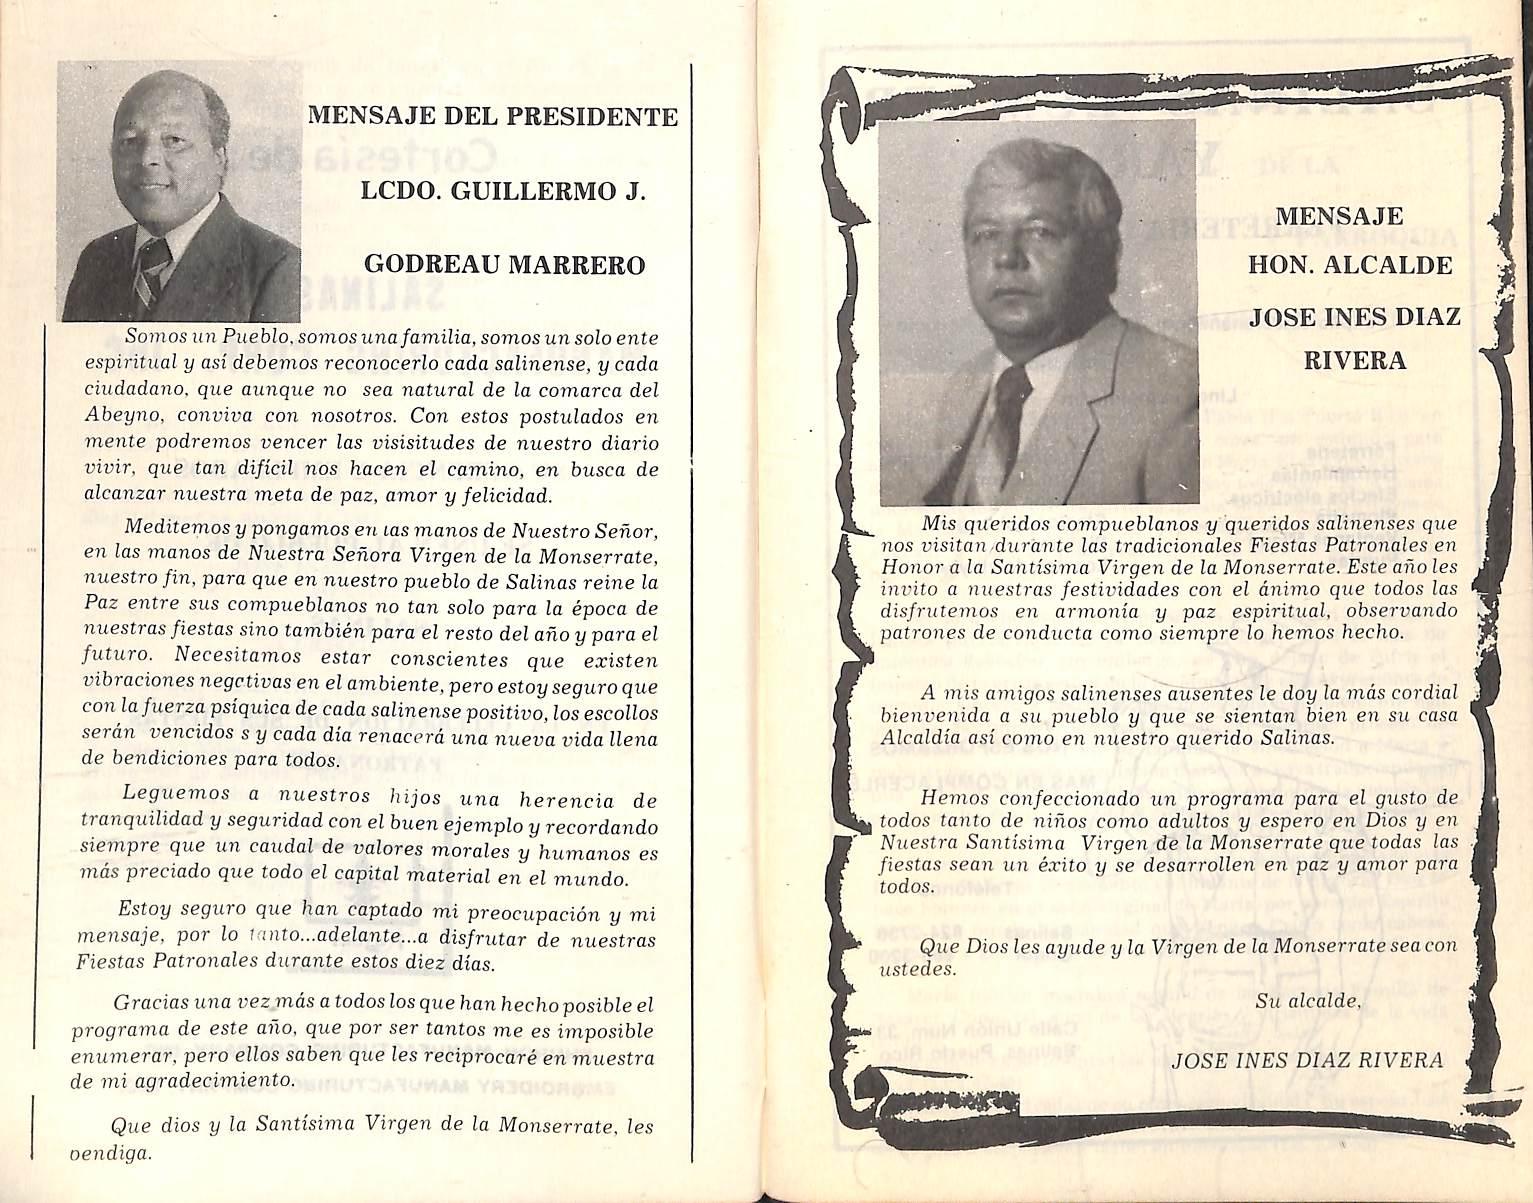 MENSAJE DEL PRESIDENTE
LCDO. GUILLERMO J.
GODREAU MARRERO
Somos un Pueblo, somos una familia, somos un solo ente
espiritual y así debemos reconocerlo cada salinense, y cada
ciudadano, que aunque no sea natural de la comarca del
Abeyno, conviva con nosotros. Con estos postulados en
mente podremos vencer las visisitudes de nuestro diario
vivir, que tan difícil nos hacen el camino, en busca de
alcanzar nuestra meta de paz, amor y felicidad.
Meditemos y pongamos en las manos de Nuestro Señor,
en las manos de Nuestra Señora Virgen de la Monserrate,
nuestro fin, para que en nuestro pueblo de Salinas reine la
Paz entre sus compueblanos no tan solo para la época de
nuestras fiestas sino también para el resto del año y para el
futuro. Necesitamos estar conscientes que existen
vibraciones negctivas en el ambiente, pero estoy seguro que
con la fuerza psíquica de cada salinense positivo, los escollos
serán vencidos s y cada día renacerá una nueva vida llena
de bendiciones para todos.
Leguemos a nuestros hijos una herencia de
tranquilidad y seguridad con el buen ejemplo y recordando
siempre que un caudal de valores morales y humanos es
más preciado que todo el capital material en el mundo.
Estoy seguro que han captado mi preocupación y mi
mensaje, por lo tanto...adelante...a disfrutar de nuestras
Fiestas Patronales durante estos diez días.
Gracias una vez más a todos los que han hecho posible el
programa de este año, que por ser tantos me es imposible
enumerar, pero ellos saben que les reciprocaré en muestra
de mi agradecimiento.
Que dios y la Santísima Virgen de la Monserrate, les
oendiga.
MENSAJE
HON. ALCALDE
JOSE INES DIAZ
RIVERA
Mis queridos compueblanos y queridos salinenses que
nos visitan durante las tradicionales Fiestas Patronales en
Honor a la Santísima Virgen de la Monserrate. Este año les
invito a nuestras festividades con el ánimo que todos las
disfrutemos en armonía y paz espiritual, observando
patrones de conducta como siempre lo hemos hecho.
A mis amigos salinenses ausentes le doy la más cordial
bienvenida a su pueblo y que se sientan bien en su casa
Alcaldía así como en nuestro querido Salinas.
Hemos confeccionado un programa para el gusto de
todos tanto de niños como adultos y espero en Dios y en
Nuestra Santísima Virgen de la Monserrate que todas las
fiestas sean un éxito y se desarrollen en paz y amor para
todos.
Que Dios les ayude y la Virgen de la Monserrate sea con
ustedes.
Su alcalde,
JOSE INES DIAZ RIVERA